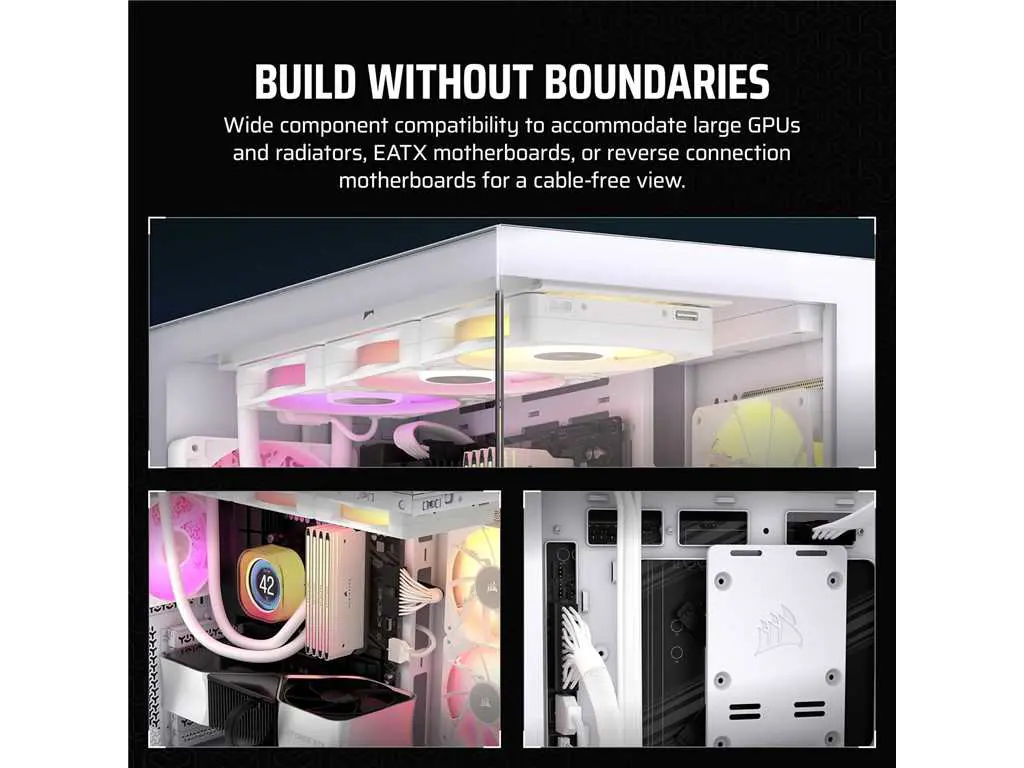 BUILD WITHOUT BOUNDARIES
Wide component compatibility to accommodate large GPUs
and radiators, EATX motherboards, or reverse connection
motherboards for a cable-free view.
42